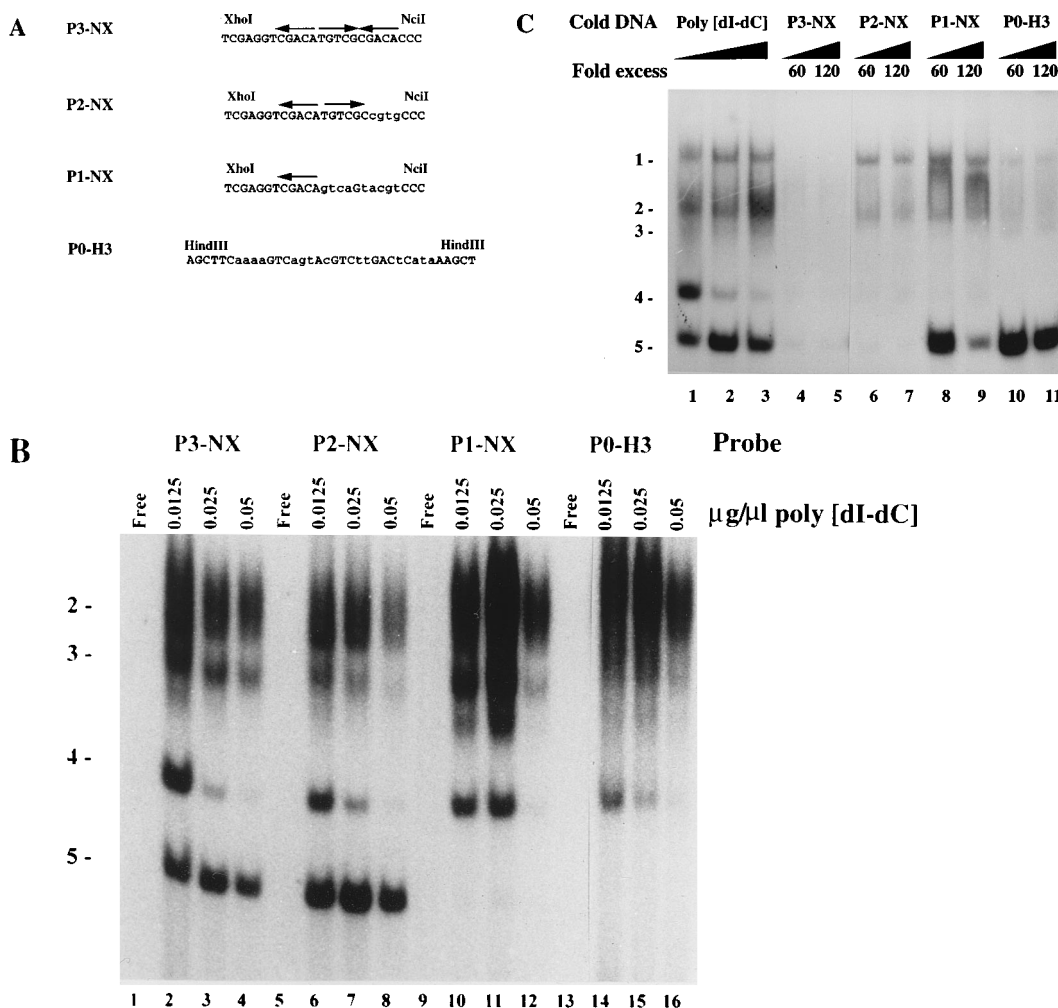 A
P3-NX
XhoI NciI
TCGAGGTCGACATGTCGCGACACCC
P2-NX
XhoI NciI
TCGAGGTCGACATGTCGCcgtgCCC
P1-NX
XhoI NciI
TCGAGGTCGACAgtcaGtacgtCCC
P0-H3
HindIII HindIII
AGCTTCaaaaGTCagtAcGTCttGACtCataAAGCT
C
Cold DNA Poly [dI-dC] P3-NX P2-NX P1-NX P0-H3
Fold excess 60 120 60 120 60 120 60 120
1 -
2 -
3 -
4 -
5 -
1 2 3 4 5 6 7 8 9 10 11
B
P3-NX P2-NX P1-NX P0-H3 Probe
Free 0.0125 0.025 0.05 Free 0.0125 0.025 0.05 Free 0.0125 0.025 0.05 Free 0.0125 0.025 0.05 μg/μl poly [dI-dC]
2 -
3 -
4 -
5 -
1 2 3 4 5 6 7 8 9 10 11 12 13 14 15 16